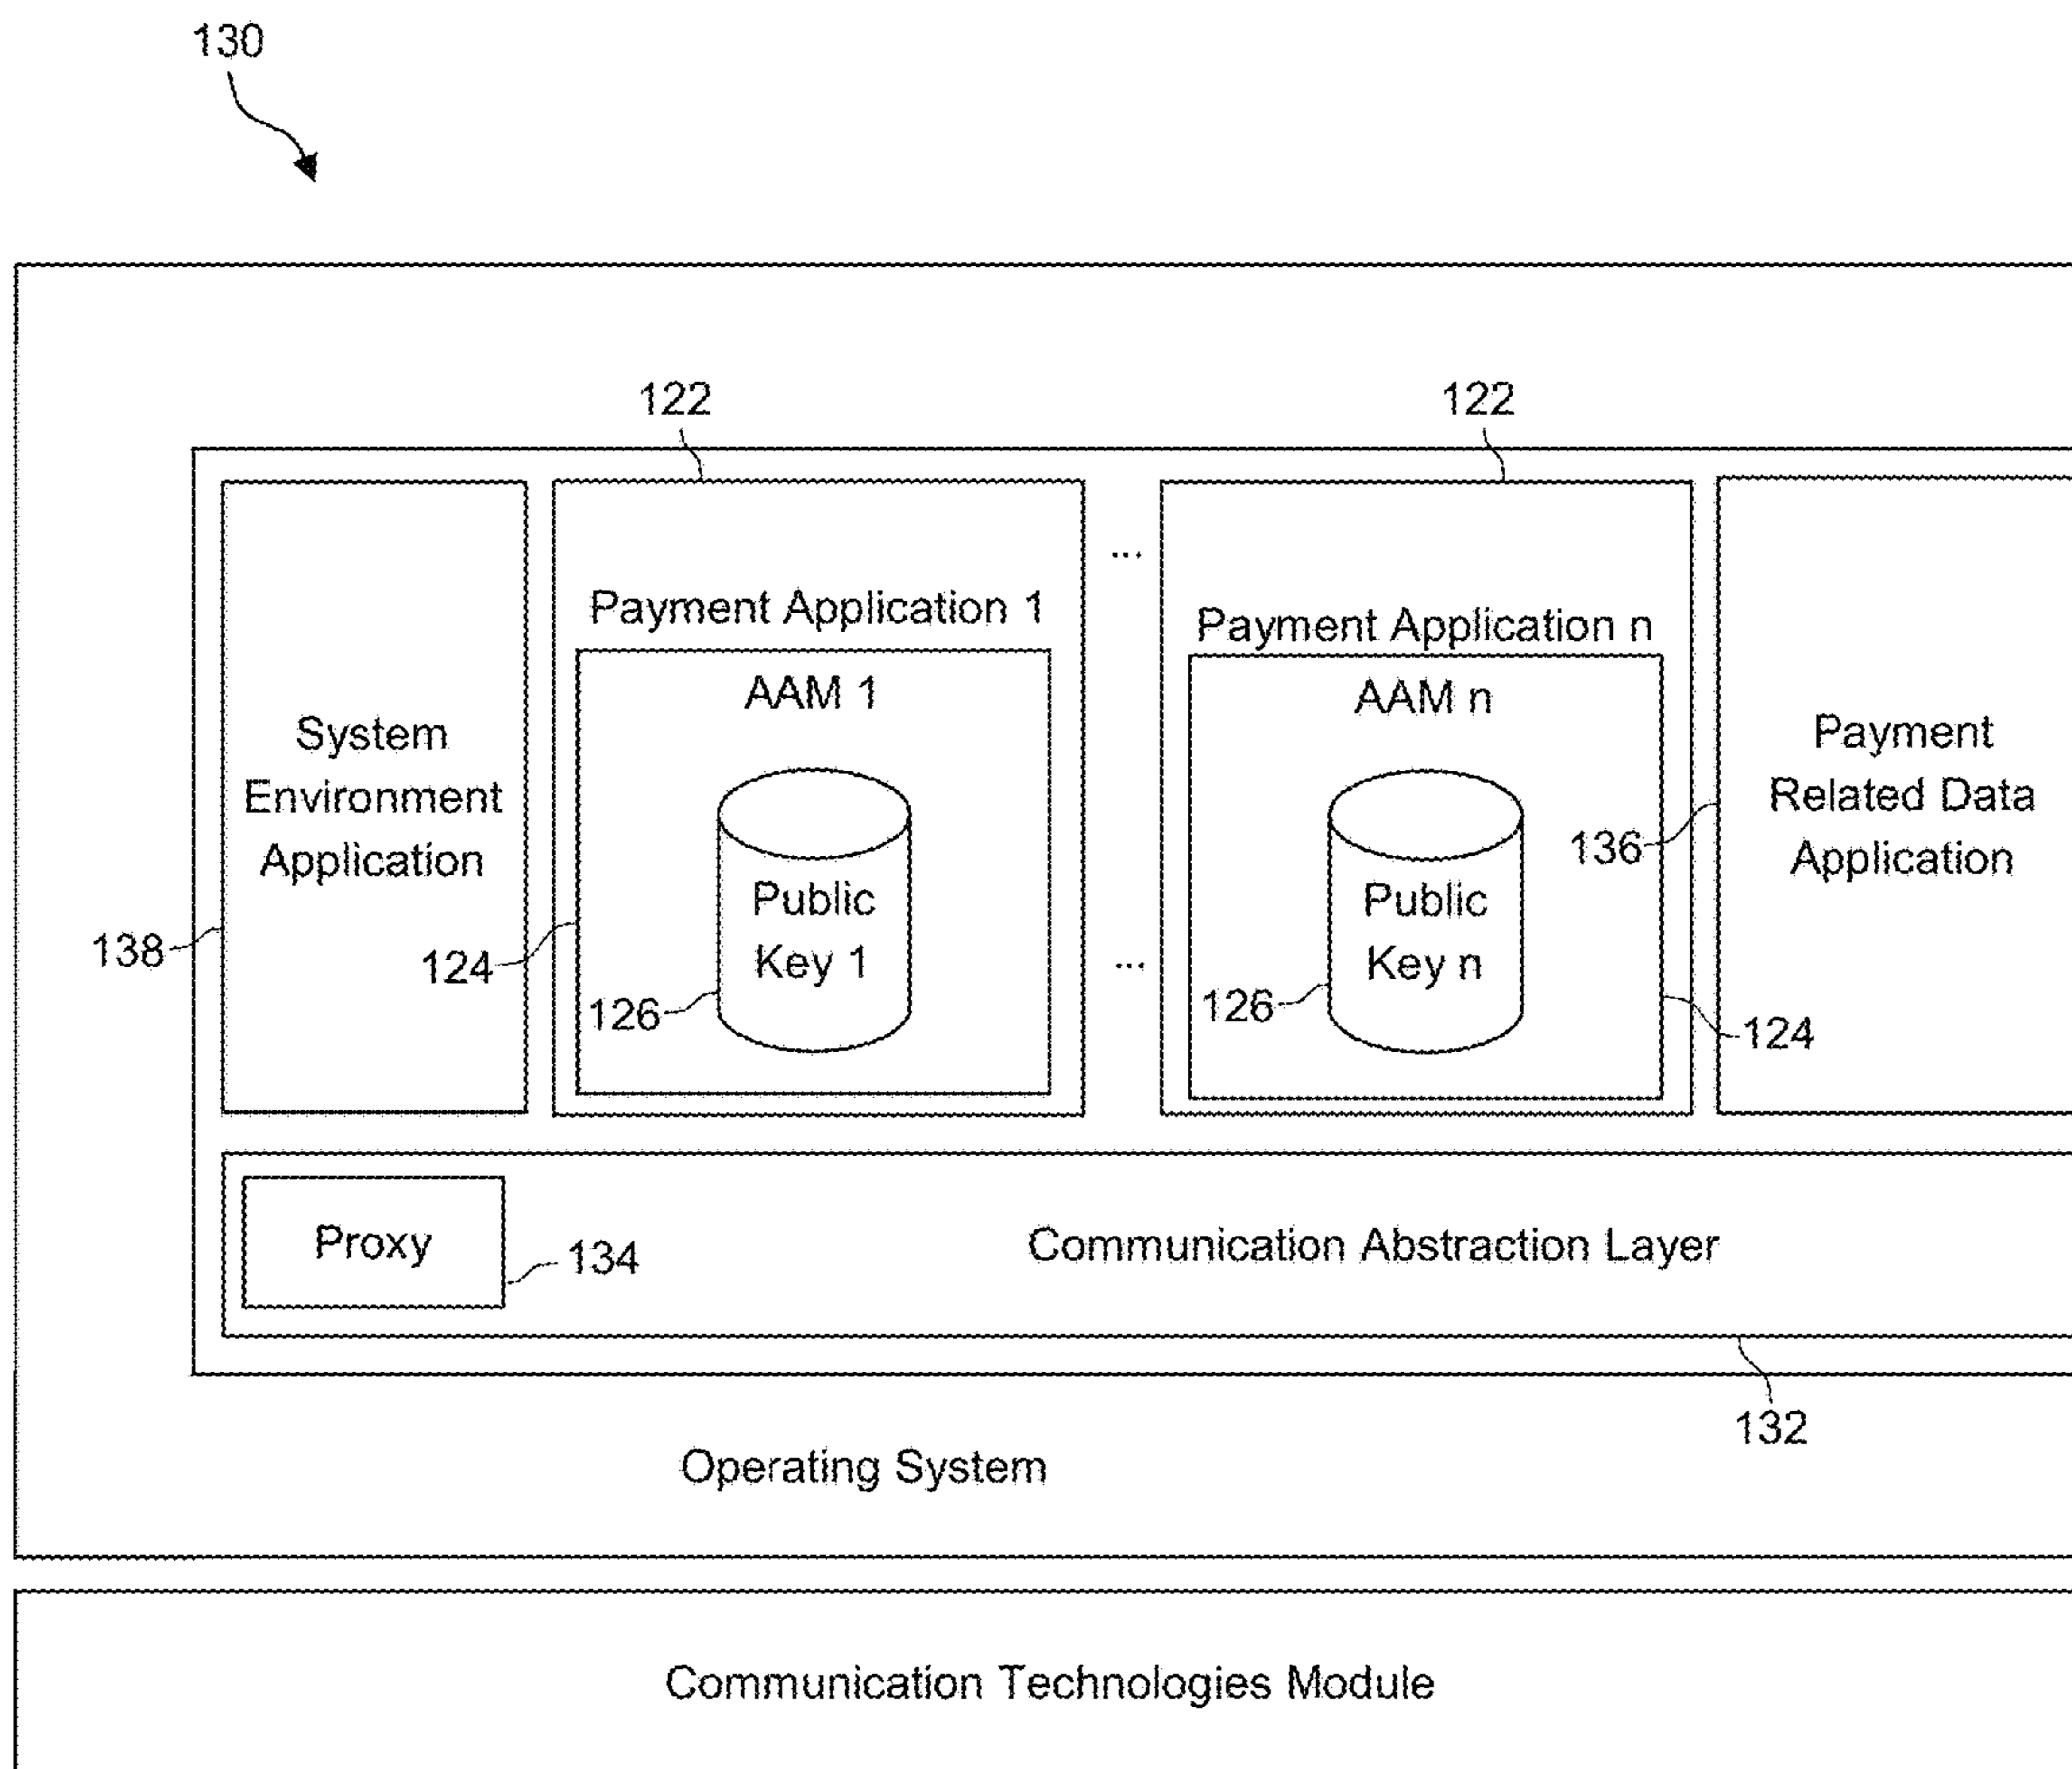 130
122
122
...
Payment Application 1
Payment Application n
AAM 1
AAM n
System
Environment
Application
Payment
Related Data
Application
136
Public
Key 1
Public
Key n
138
124
...
126
126
124
Proxy
134
Communication Abstraction Layer
132
Operating System
Communication Technologies Module